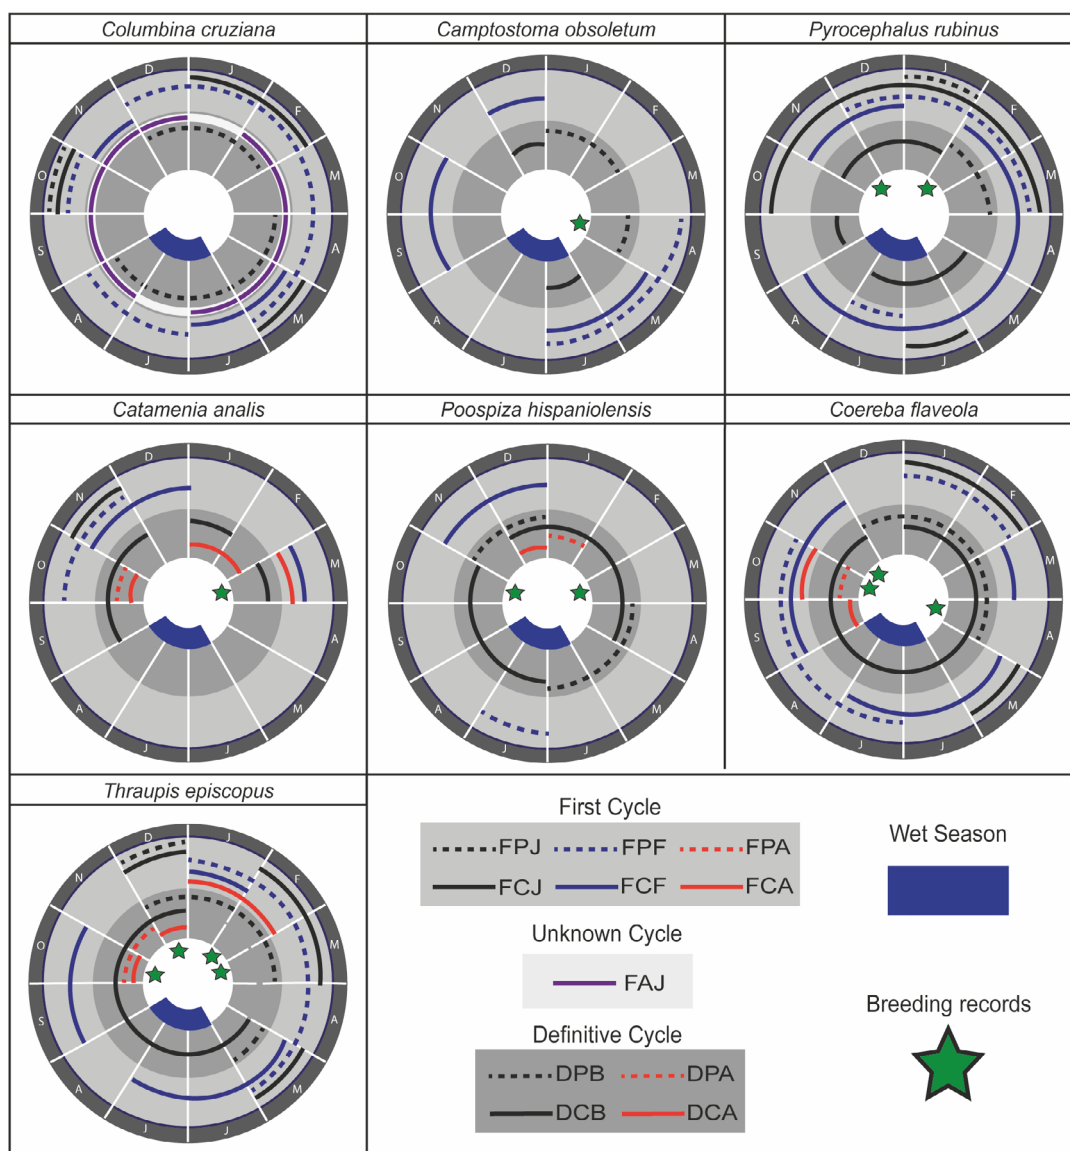 Columbina cruziana
Camptostoma obsoletum
Pyrocephalus rubinus
D J F M A M J J A S O N
D J F M A M J J A S O N
D J F M A M J J A S O N
Catamenia analis
Poospiza hispaniolensis
Coereba flaveola
D J F M A M J J A S O N
D J F M A M J J A S O N
D J F M A M J J A S O N
Thraupis episcopus
D J F M A M J J A S O N
First Cycle
FPJ FPF FPA
FCJ FCF FCA
Unknown Cycle
FAJ
Definitive Cycle
DPB DPA
DCB DCA
Wet Season
Breeding records